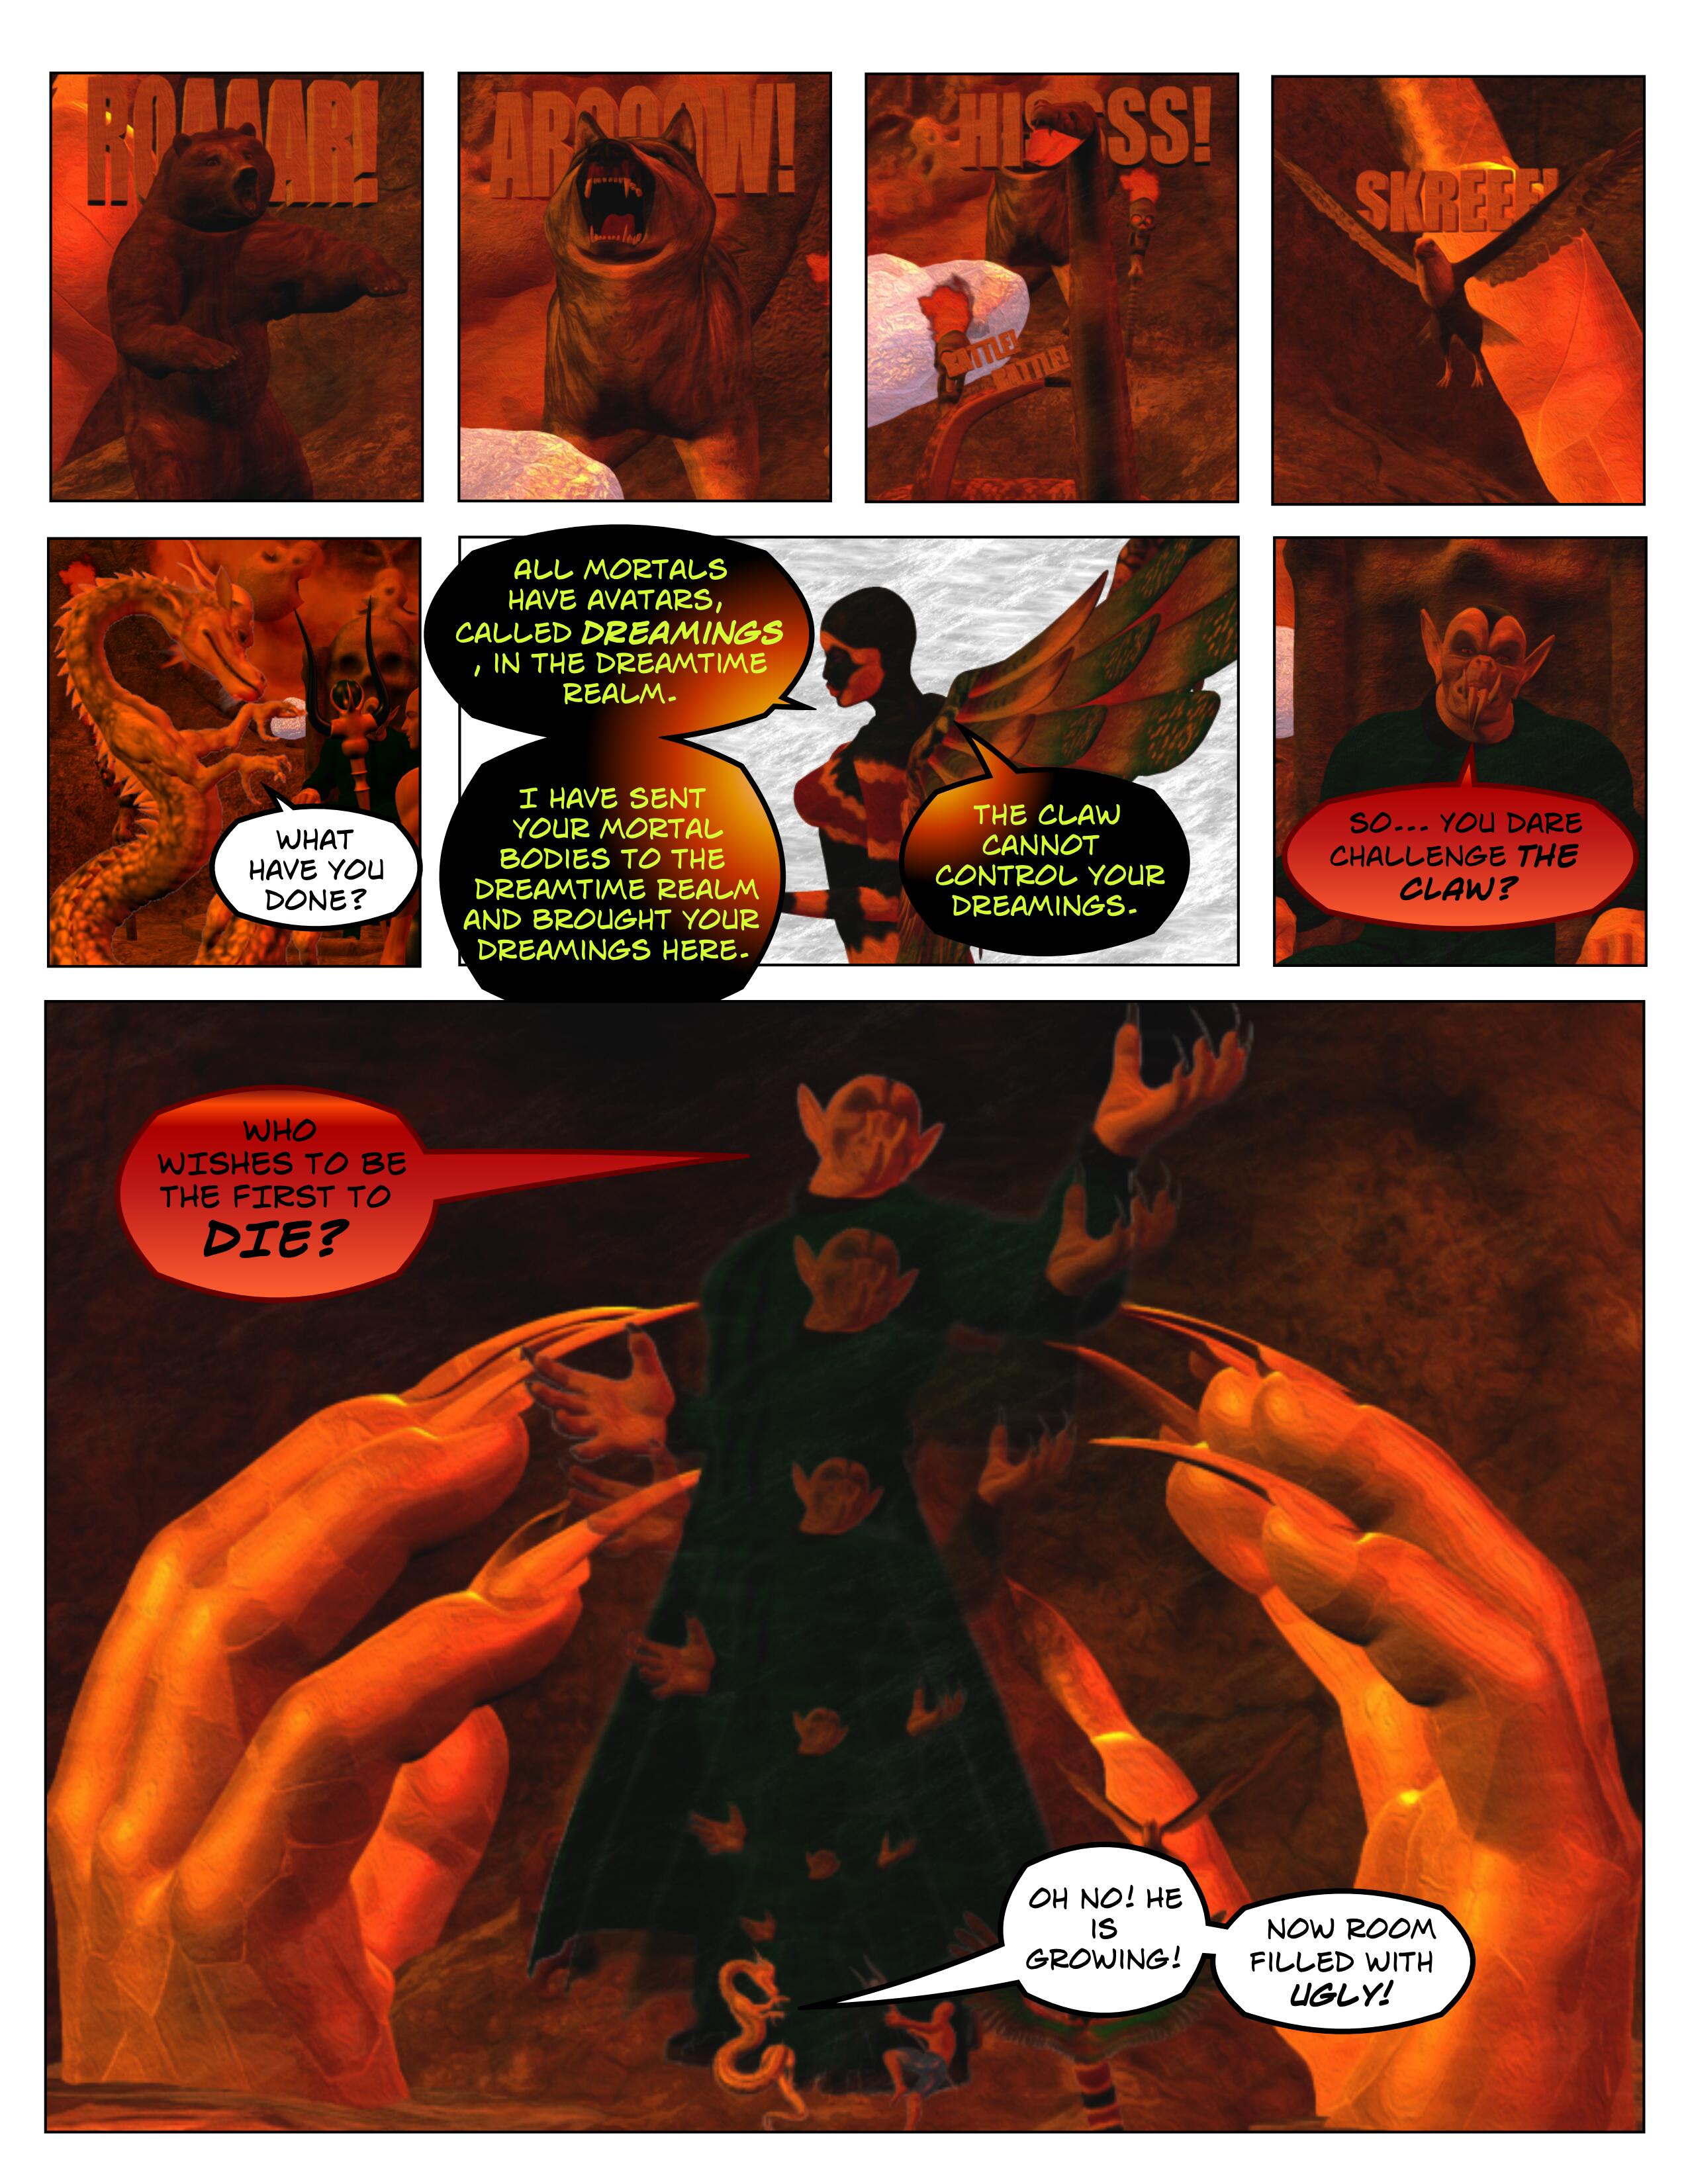 ROAAAR!
AROOOW!
HISSSS!
RATTLE!
RATTLE!
SKREEE!
WHAT
HAVE YOU
DONE?
ALL MORTALS
HAVE AVATARS,
CALLED DREAMINGS
, IN THE DREAMTIME
REALM.
I HAVE SENT
YOUR MORTAL
BODIES TO THE
DREAMTIME REALM
AND BROUGHT YOUR
DREAMINGS HERE.
THE CLAW
CANNOT
CONTROL YOUR
DREAMINGS.
SO... YOU DARE
CHALLENGE THE
CLAW?
WHO
WISHES TO BE
THE FIRST TO
DIE?
OH NO! HE
IS
GROWING!
NOW ROOM
FILLED WITH
UGLY!